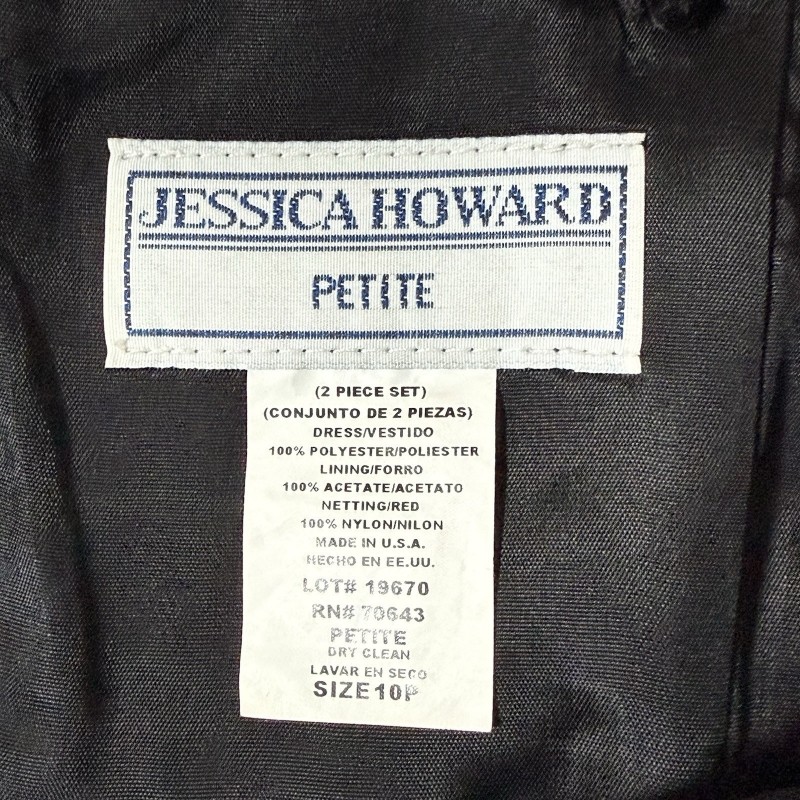 JESSICA HOWARD
PETITE
(2 PIECE SET)
(CONJUNTO DE 2 PIEZAS)
DRESS/VESTIDO
100% POLYESTER/POLIESTER
LINING/FORRO
100% ACETATE/ACETATO
NETTING/RED
100% NYLON/NILON
MADE IN U.S.A.
HECHO EN EE.UU.
LOT# 19670
RN# 70643
PETITE
DRY CLEAN
LAVAR EN SECO
SIZE 10P